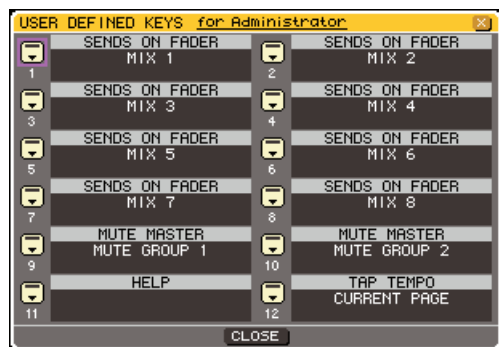 USER DEFINED KEYS for Administrator
SENDS ON FADER
MIX 1
1
SENDS ON FADER
MIX 2
2
SENDS ON FADER
MIX 3
3
SENDS ON FADER
MIX 4
4
SENDS ON FADER
MIX 5
5
SENDS ON FADER
MIX 6
6
SENDS ON FADER
MIX 7
7
SENDS ON FADER
MIX 8
8
MUTE MASTER
MUTE GROUP 1
9
MUTE MASTER
MUTE GROUP 2
10
HELP
11
TAP TEMPO
CURRENT PAGE
12
CLOSE